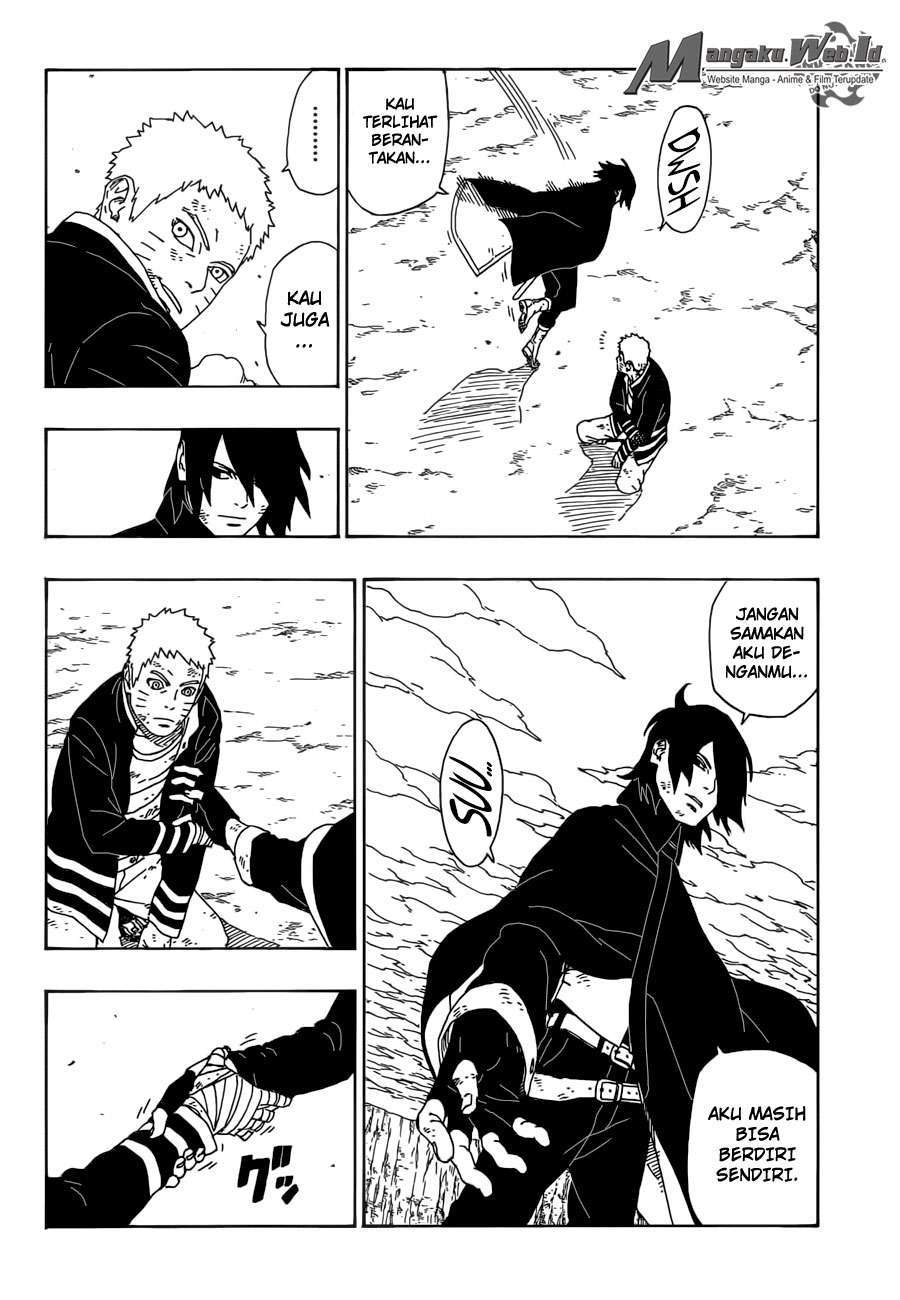 Mangaku.Web.Id
Website Manga - Anime & Film Terupdate
KAU
TERLIHAT
BERAN-
TAKAN...
DWSH
.........
KAU
JUGA
...
JANGAN
SAMAKAN
AKU DE-
NGANMU...
SUU...
AKU MASIH
BISA
BERDIRI
SENDIRI.
グッ